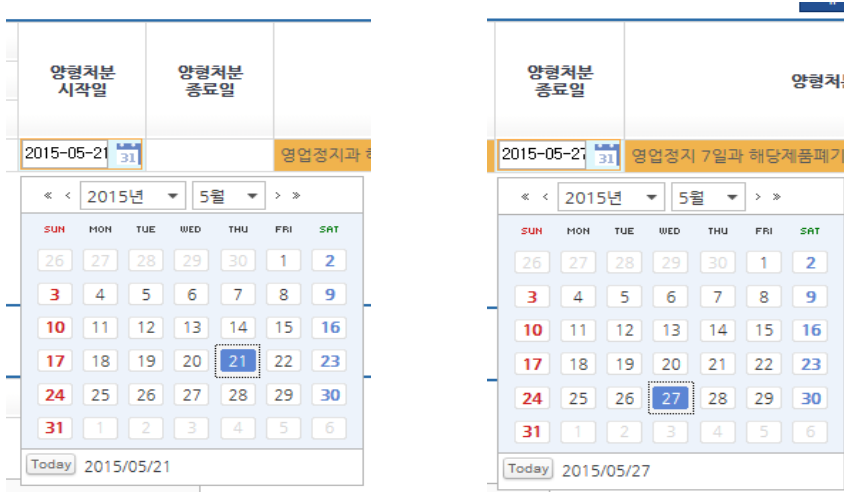 양형처분
시작일
양형처분
종료일
2015-05-21
31
영업정지과
« < 2015년 5월 > »
SUN MON TUE WED THU FRI SAT
26 27 28 29 30 1 2
3 4 5 6 7 8 9
10 11 12 13 14 15 16
17 18 19 20 21 22 23
24 25 26 27 28 29 30
31 1 2 3 4 5 6
Today 2015/05/21
양형처분
종료일
양형처
2015-05-27
31
영업정지 7일과 해당제품폐기
« < 2015년 5월 > »
SUN MON TUE WED THU FRI SAT
26 27 28 29 30 1 2
3 4 5 6 7 8 9
10 11 12 13 14 15 16
17 18 19 20 21 22 23
24 25 26 27 28 29 30
31 1 2 3 4 5 6
Today 2015/05/27